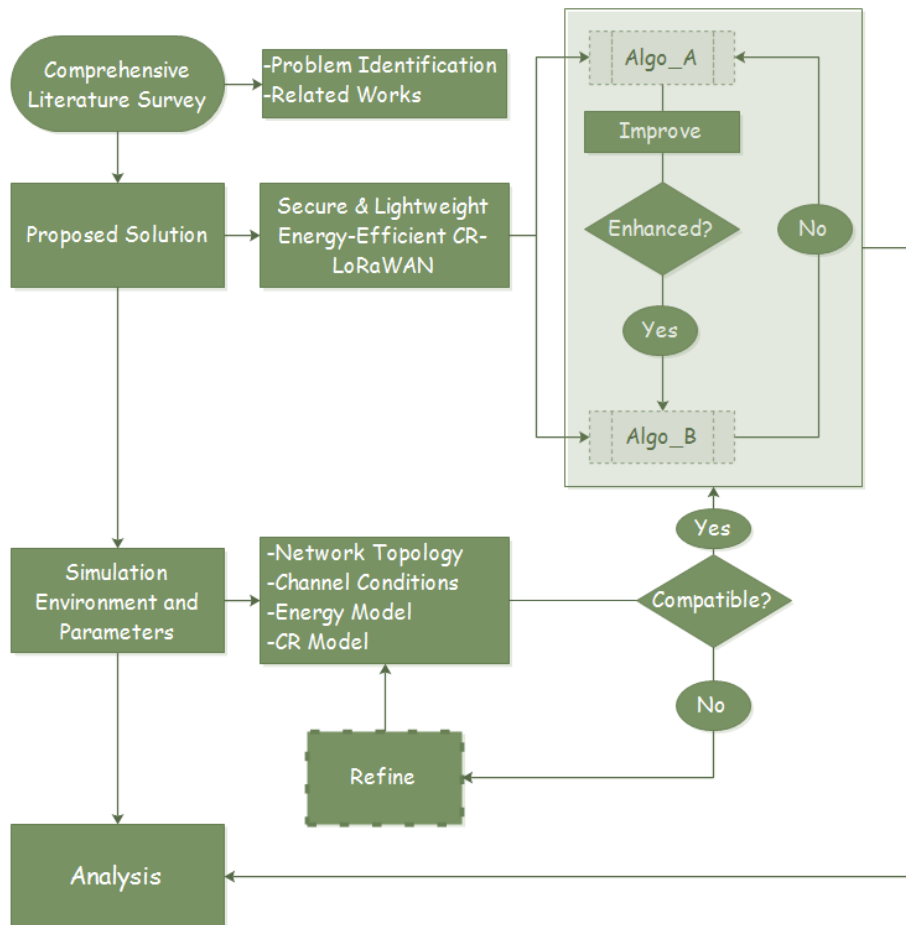 Comprehensive
Literature Survey
-Problem Identification
-Related Works
Algo_A
Improve
Enhanced?
No
Yes
Algo_B
Proposed Solution
Secure & Lightweight
Energy-Efficient CR-
LoRaWAN
Simulation
Environment and
Parameters
-Network Topology
-Channel Conditions
-Energy Model
-CR Model
Yes
Compatible?
No
Refine
Analysis